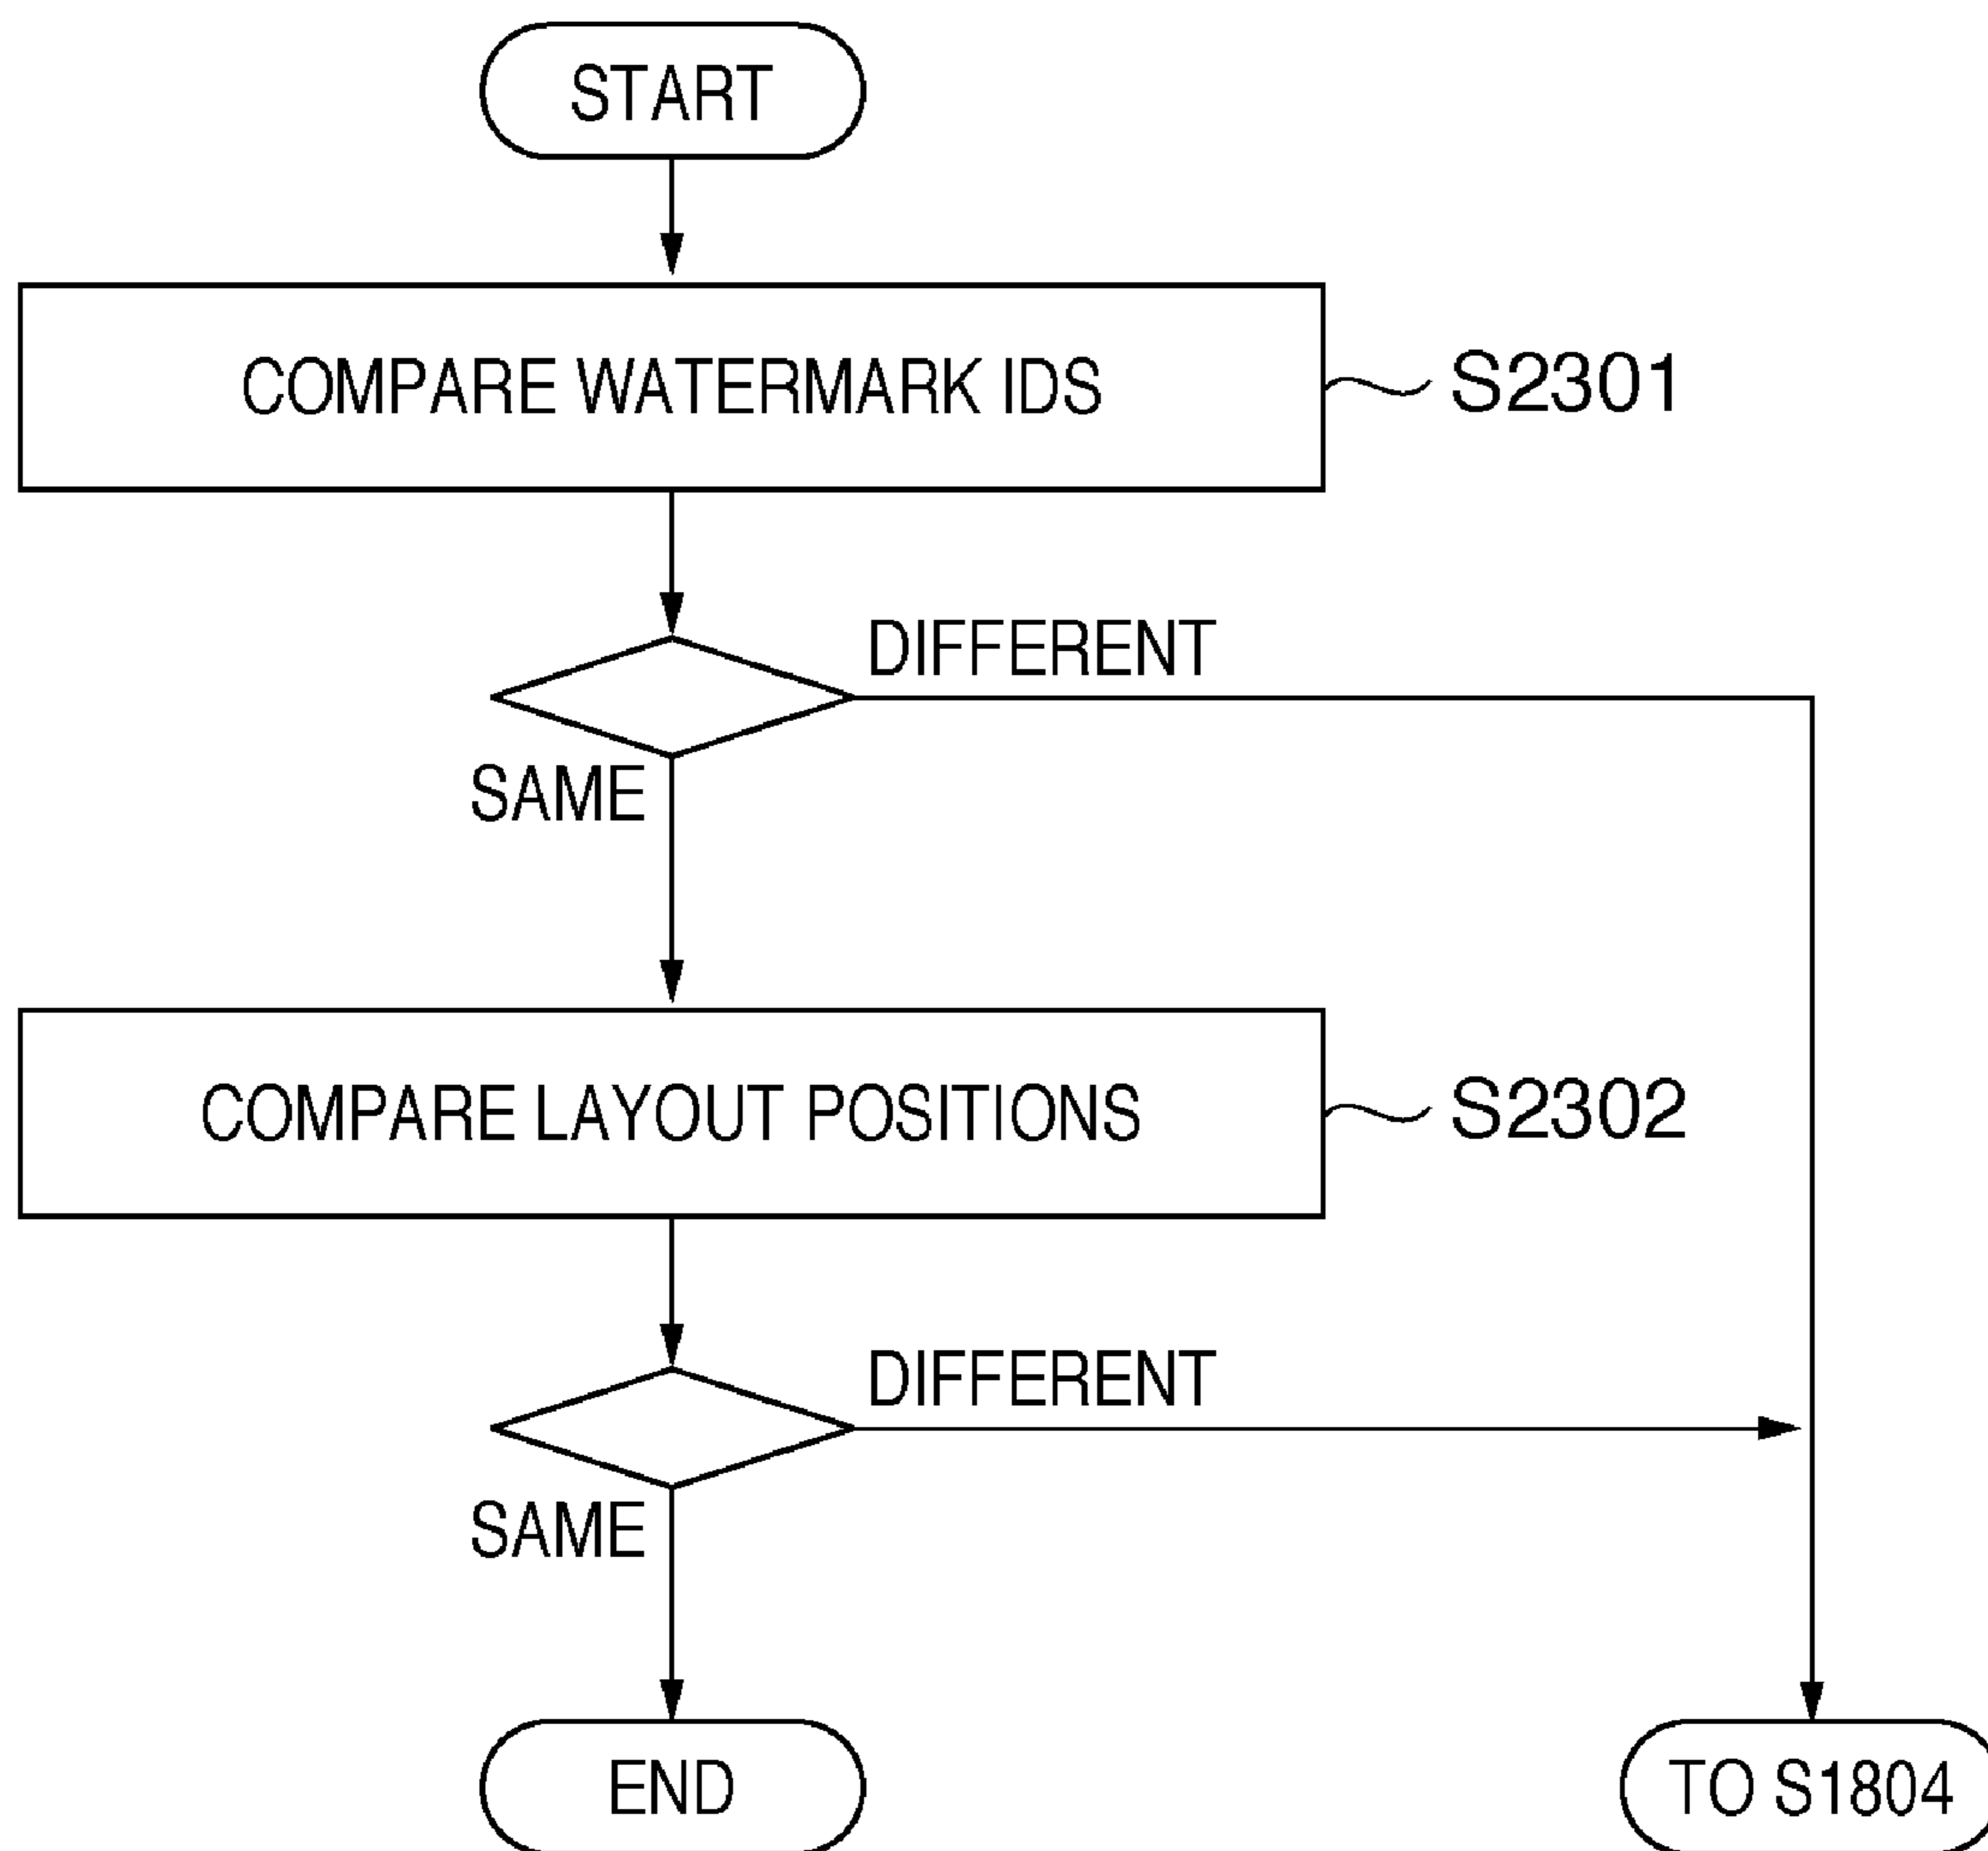 START
COMPARE WATERMARK IDS
S2301
DIFFERENT
SAME
COMPARE LAYOUT POSITIONS
S2302
DIFFERENT
SAME
END
TO S1804